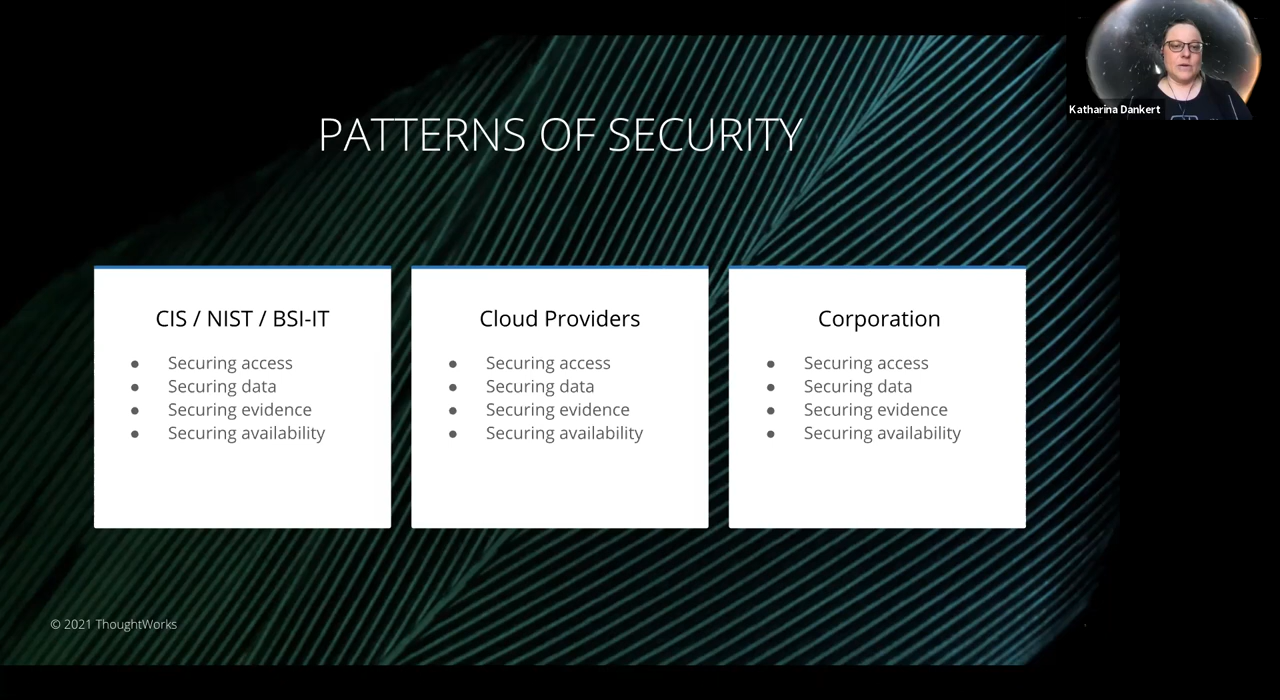 Katharina Dankert
PATTERNS OF SECURITY
CIS / NIST / BSI-IT
● Securing access
● Securing data
● Securing evidence
● Securing availability
Cloud Providers
● Securing access
● Securing data
● Securing evidence
● Securing availability
Corporation
● Securing access
● Securing data
● Securing evidence
● Securing availability
© 2021 ThoughtWorks